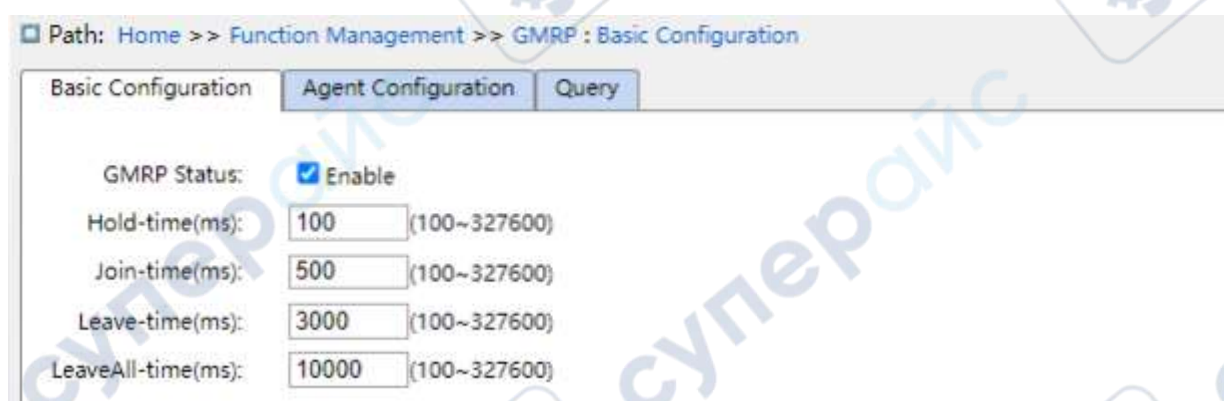 Path: Home >> Function Management >> GMRP : Basic Configuration
Basic Configuration Agent Configuration Query
GMRP Status: Enable
Hold-time(ms): 100 (100~327600)
Join-time(ms): 500 (100~327600)
Leave-time(ms): 3000 (100~327600)
LeaveAll-time(ms): 10000 (100~327600)
суперайс
суперайс